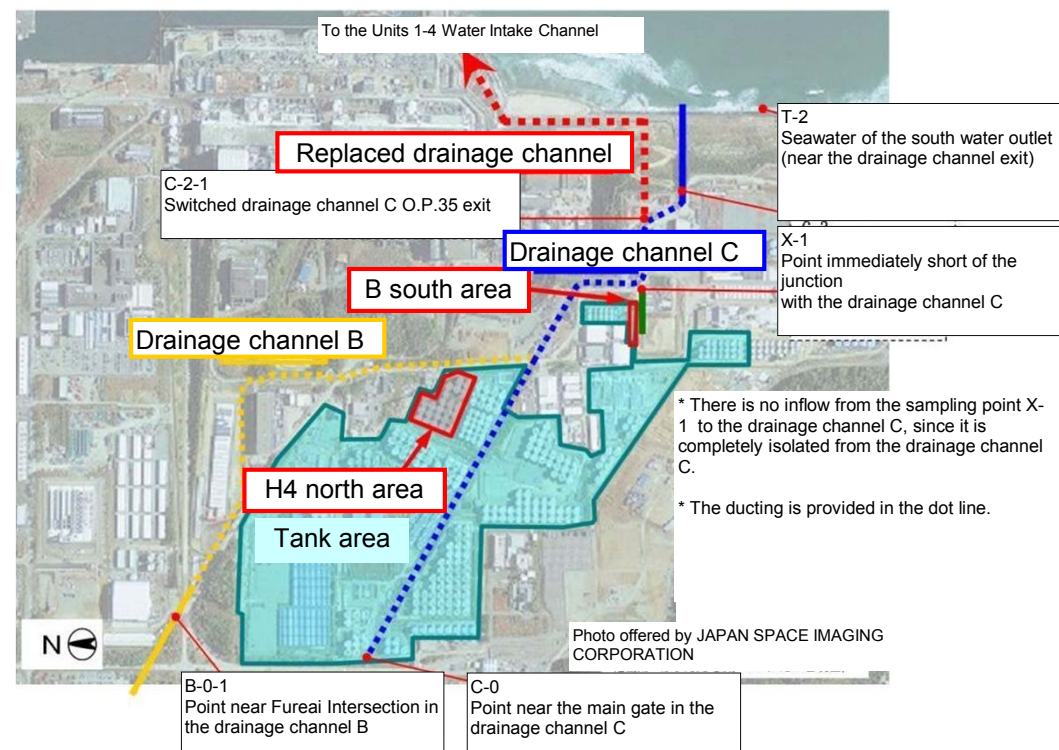 To the Units 1-4 Water Intake Channel
T-2
Seawater of the south water outlet
(near the drainage channel exit)
Replaced drainage channel
C-2-1
Switched drainage channel C O.P.35 exit
X-1
Point immediately short of the
junction
with the drainage channel C
Drainage channel C
B south area
Drainage channel B
* There is no inflow from the sampling point X-
1 to the drainage channel C, since it is
completely isolated from the drainage channel
C.
* The ducting is provided in the dot line.
H4 north area
Tank area
N
Photo offered by JAPAN SPACE IMAGING
CORPORATION
B-0-1
Point near Fureai Intersection in
the drainage channel B
C-0
Point near the main gate in the
drainage channel C